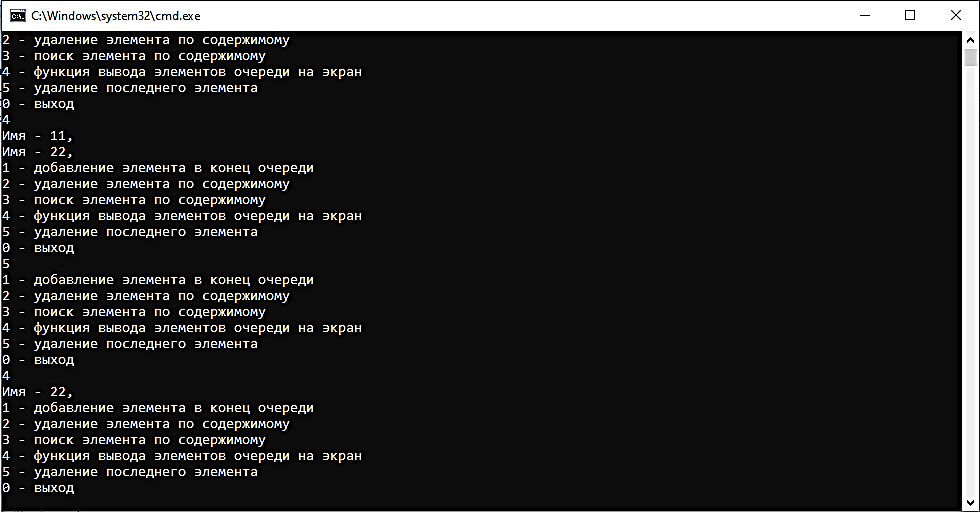 C:\Windows\system32\cmd.exe
2 - удаление элемента по содержимому
3 - поиск элемента по содержимому
4 - функция вывода элементов очереди на экран
5 - удаление последнего элемента
0 - выход
4
Имя - 11,
Имя - 22,
1 - добавление элемента в конец очереди
2 - удаление элемента по содержимому
3 - поиск элемента по содержимому
4 - функция вывода элементов очереди на экран
5 - удаление последнего элемента
0 - выход
5
1 - добавление элемента в конец очереди
2 - удаление элемента по содержимому
3 - поиск элемента по содержимому
4 - функция вывода элементов очереди на экран
5 - удаление последнего элемента
0 - выход
4
Имя - 22,
1 - добавление элемента в конец очереди
2 - удаление элемента по содержимому
3 - поиск элемента по содержимому
4 - функция вывода элементов очереди на экран
5 - удаление последнего элемента
0 - выход